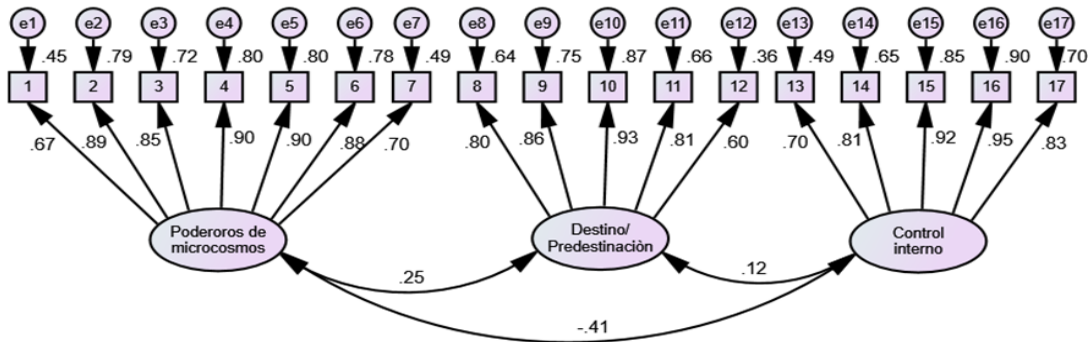 e1 e2 e3 e4 e5 e6 e7 e8 e9 e10 e11 e12 e13 e14 e15 e16 e17
.45 .79 .72 .80 .80 .78 .49 .64 .75 .87 .66 .36 .49 .65 .85 .90 .70
1 2 3 4 5 6 7 8 9 10 11 12 13 14 15 16 17
.67 .89 .85 .90 .90 .88 .70 .80 .86 .93 .81 .60 .70 .81 .92 .95 .83
Poderoros de
microcosmos
Destino/
Predestinaciòn
Control
interno
.25
.12
-.41